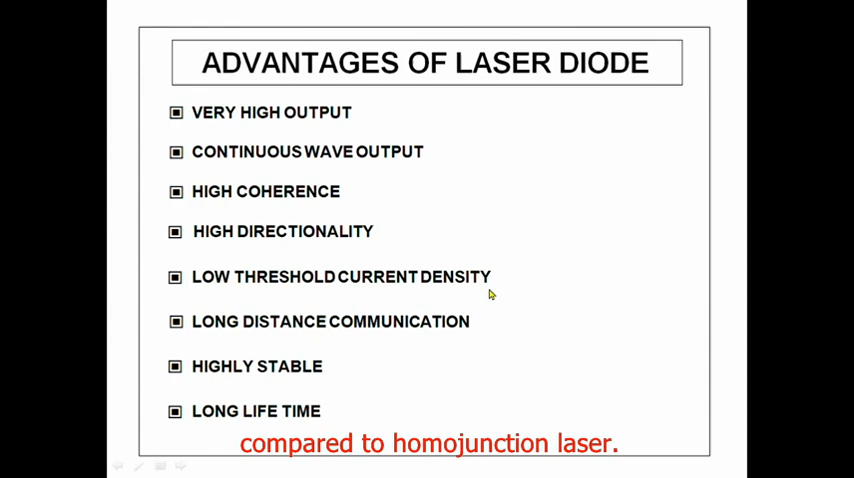 ADVANTAGES OF LASER DIODE
VERY HIGH OUTPUT
CONTINUOUS WAVE OUTPUT
HIGH COHERENCE
HIGH DIRECTIONALITY
LOW THRESHOLD CURRENT DENSITY
LONG DISTANCE COMMUNICATION
HIGHLY STABLE
LONG LIFE TIME
compared to homojunction laser.